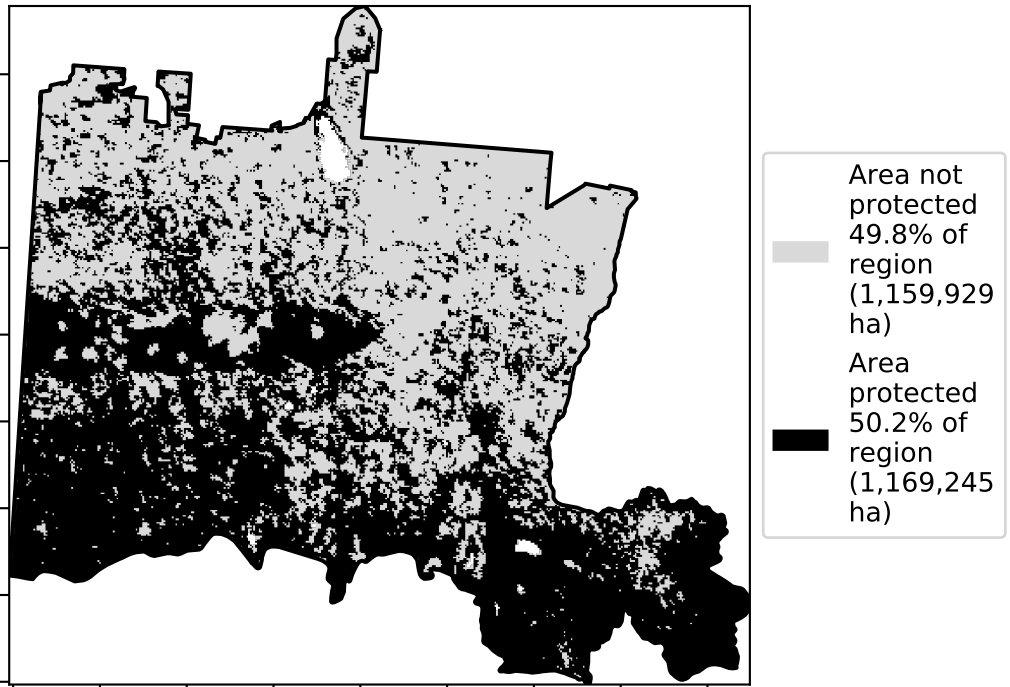 Area not
protected
49.8% of
region
(1,159,929
ha)
Area
protected
50.2% of
region
(1,169,245
ha)